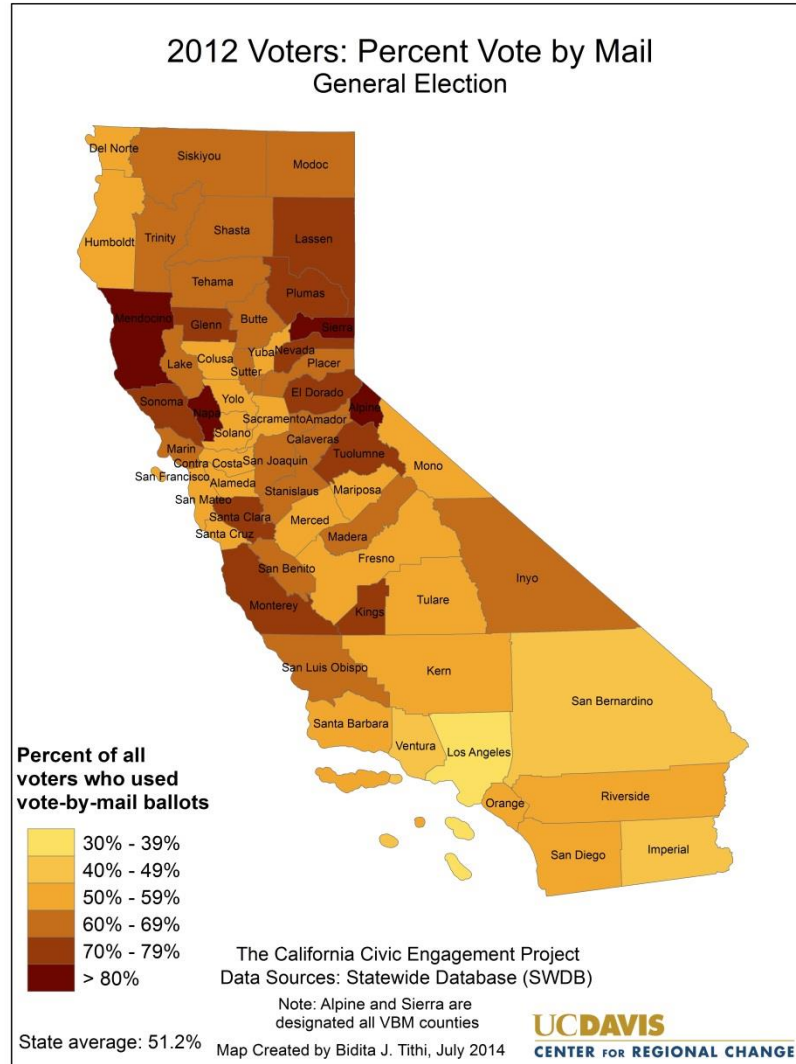 2012 Voters: Percent Vote by Mail
General Election
Del Norte
Siskiyou
Modoc
Humboldt
Trinity
Shasta
Lassen
Tehama
Plumas
Mendocino
Glenn
Butte
Sierra
Lake
Colusa
Yuba
Nevada
Sutter
Placer
Sonoma
Napa
Yolo
El Dorado
Alpine
Solano
Sacramento
Amador
Marin
Calaveras
Contra Costa
San Joaquin
Tuolumne
Mono
San Francisco
Alameda
Stanislaus
Mariposa
San Mateo
Santa Clara
Merced
Santa Cruz
Madera
San Benito
Fresno
Inyo
Monterey
Kings
Tulare
San Luis Obispo
Kern
San Bernardino
Santa Barbara
Ventura
Los Angeles
Orange
Riverside
San Diego
Imperial
Percent of all
voters who used
vote-by-mail ballots
30% - 39%
40% - 49%
50% - 59%
60% - 69%
70% - 79%
> 80%
State average: 51.2%
The California Civic Engagement Project
Data Sources: Statewide Database (SWDB)
Note: Alpine and Sierra are
designated all VBM counties
Map Created by Bidita J. Tithi, July 2014
UCDAVIS
CENTER FOR REGIONAL CHANGE